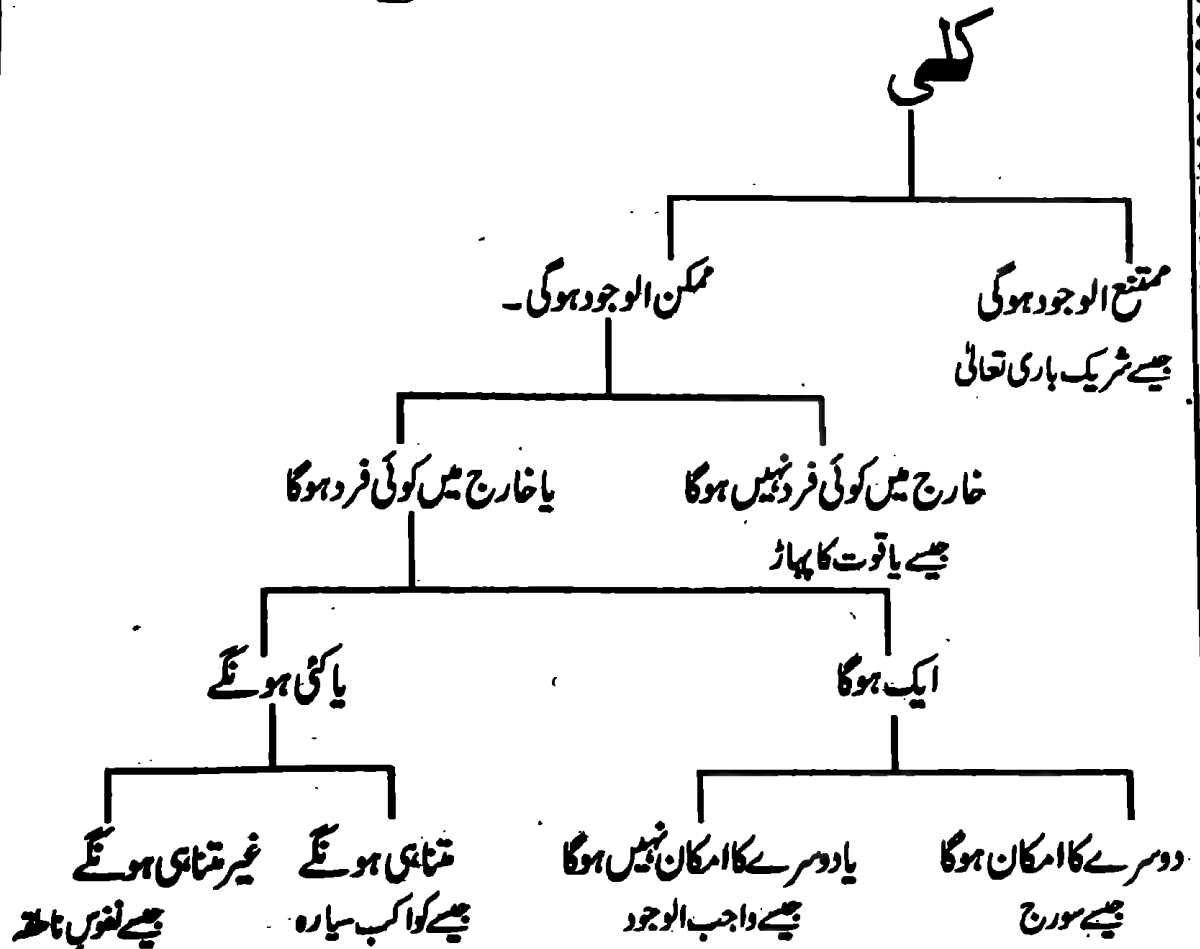 کلی
ممتنع الوجود ہوگی
ممکن الوجود ہوگی۔
جیسے شریک باری تعالیٰ
خارج میں کوئی فرد نہیں ہوگا
یا خارج میں کوئی فرد ہوگا
جیسے یاقوت کا پہاڑ
ایک ہوگا
یا کئی ہونگے
دوسرے کا امکان ہوگا
یا دوسرے کا امکان نہیں ہوگا
متناہی ہونگے
غیر متناہی ہونگے
جیسے سورج
جیسے واجب الوجود
جیسے کواکب سیارہ
جیسے نفوسِ ناطقہ